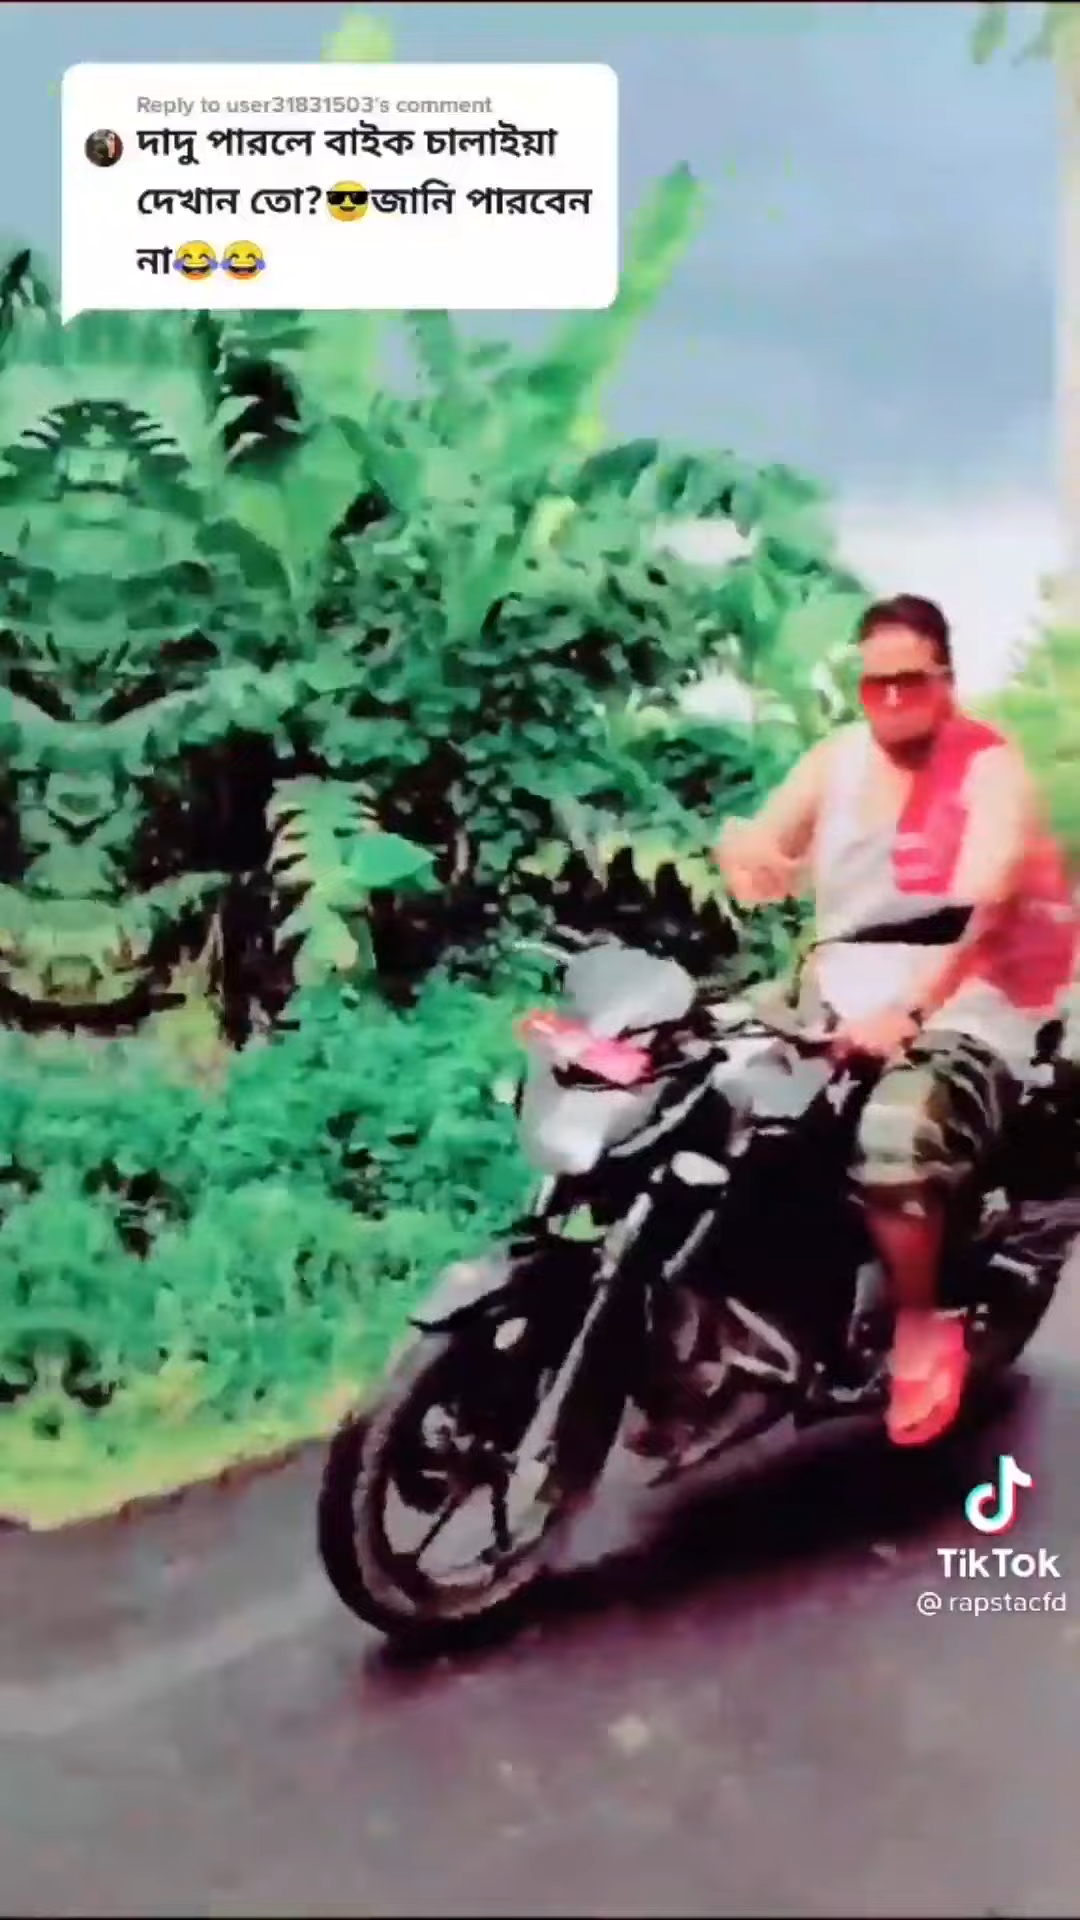 Reply to user31831503's comment
দাদু পারলে বাইক চালাইয়া
দেখান তো?😎জানি পারবেন
না😂😂
TikTok
@ rapstacfd